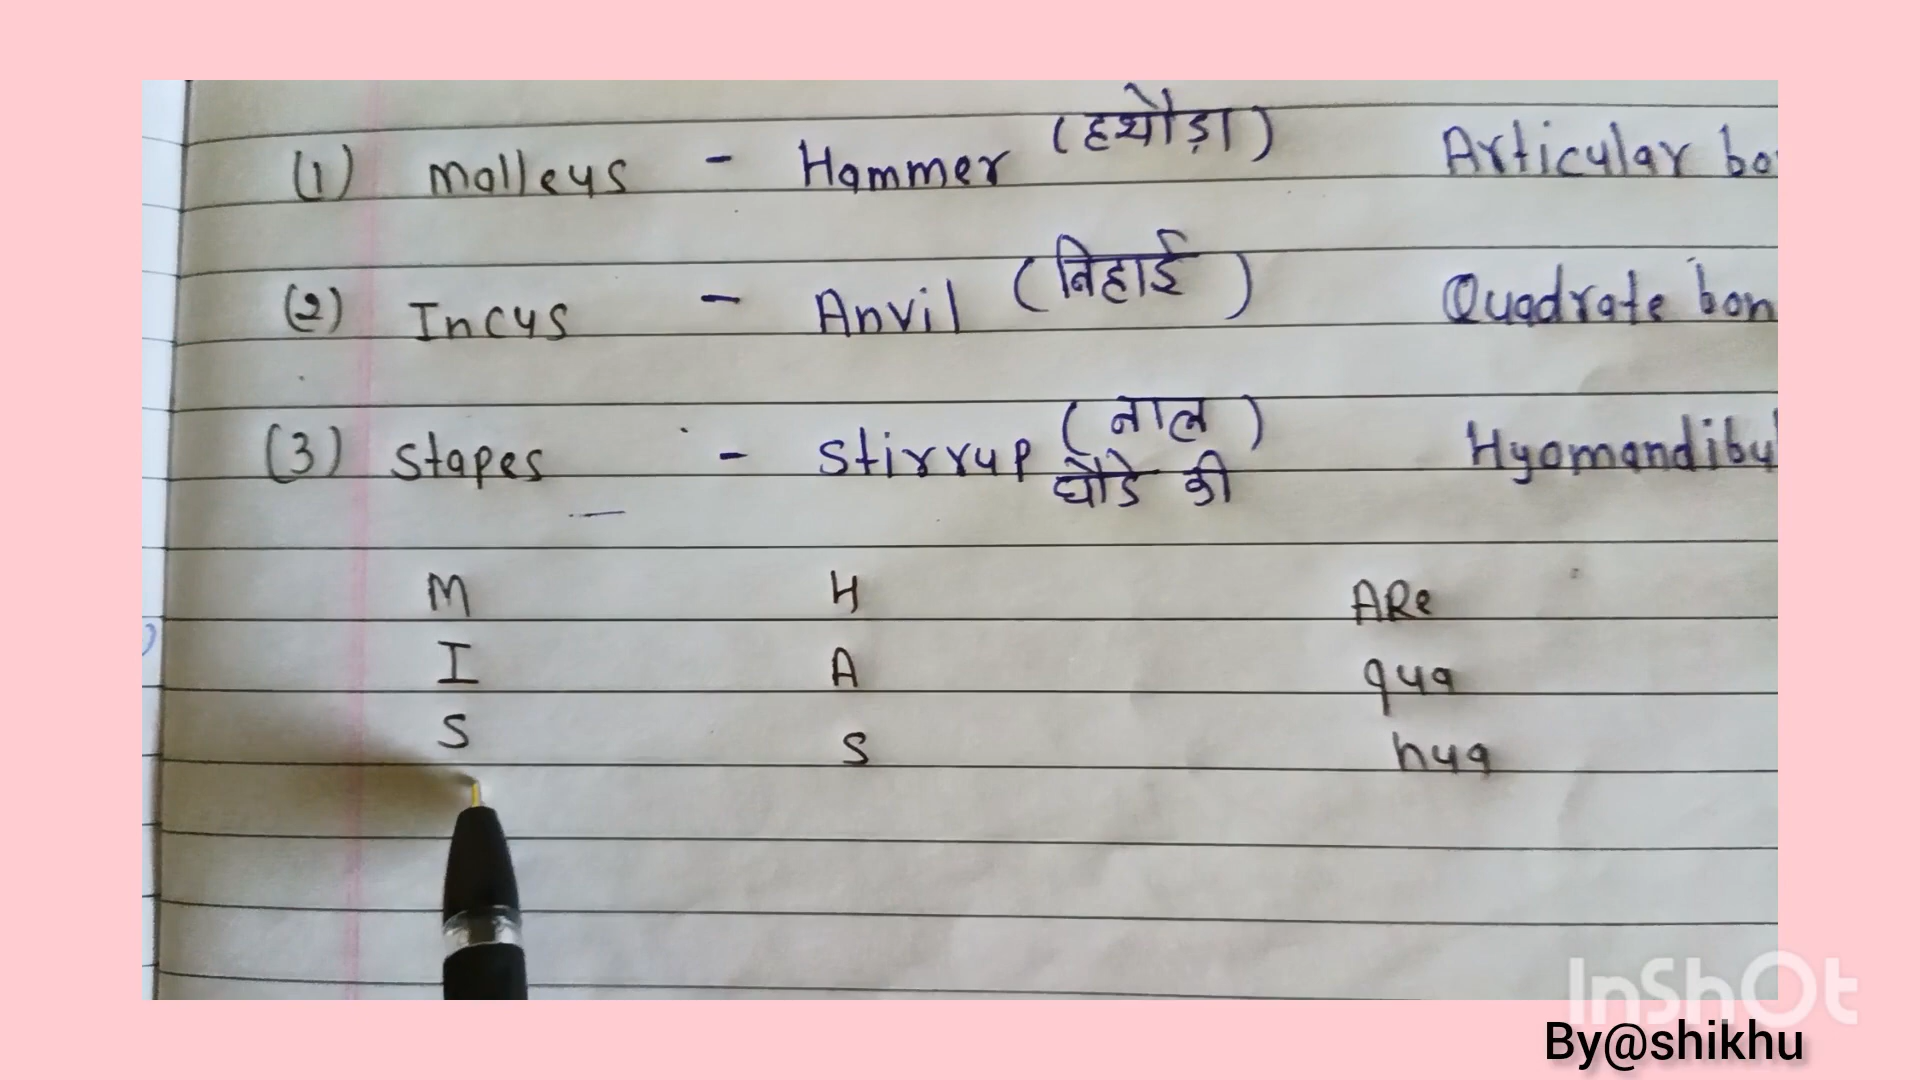 (1) Malleus - Hammer (हथौड़ा) Articular bo
(2) Incus - Anvil (निहाई) Quadrate bon
(3) Stapes - Stirrup (नाल) घोडे की Hyomandibu
M H ARe
I A qua
S S hya
InShOt
By@shikhu